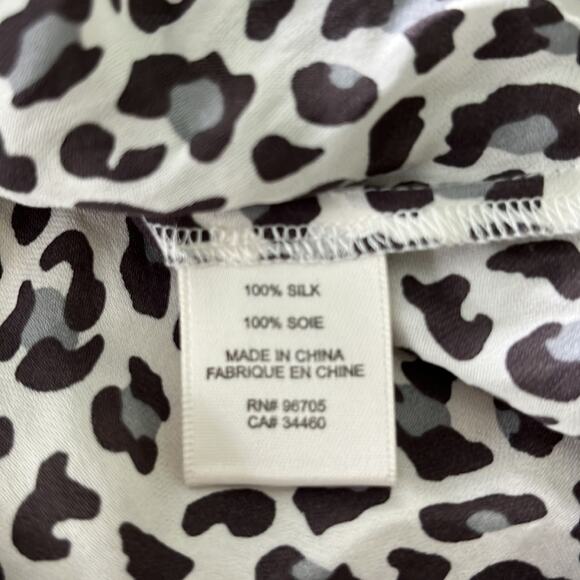 100% SILK
100% SOIE
MADE IN CHINA
FABRIQUE EN CHINE
RN# 96705
CA# 34460